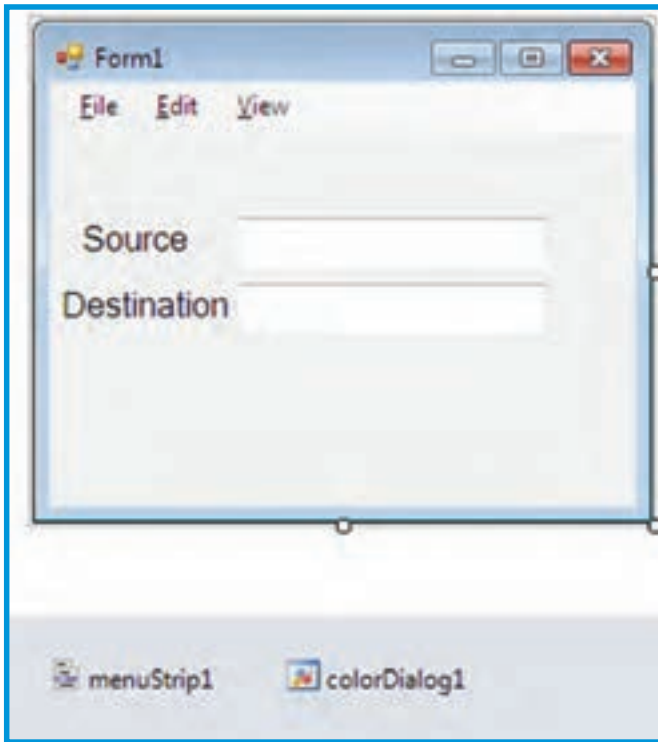 Form1
File Edit View
Source
Destination
menuStrip1 colorDialog1